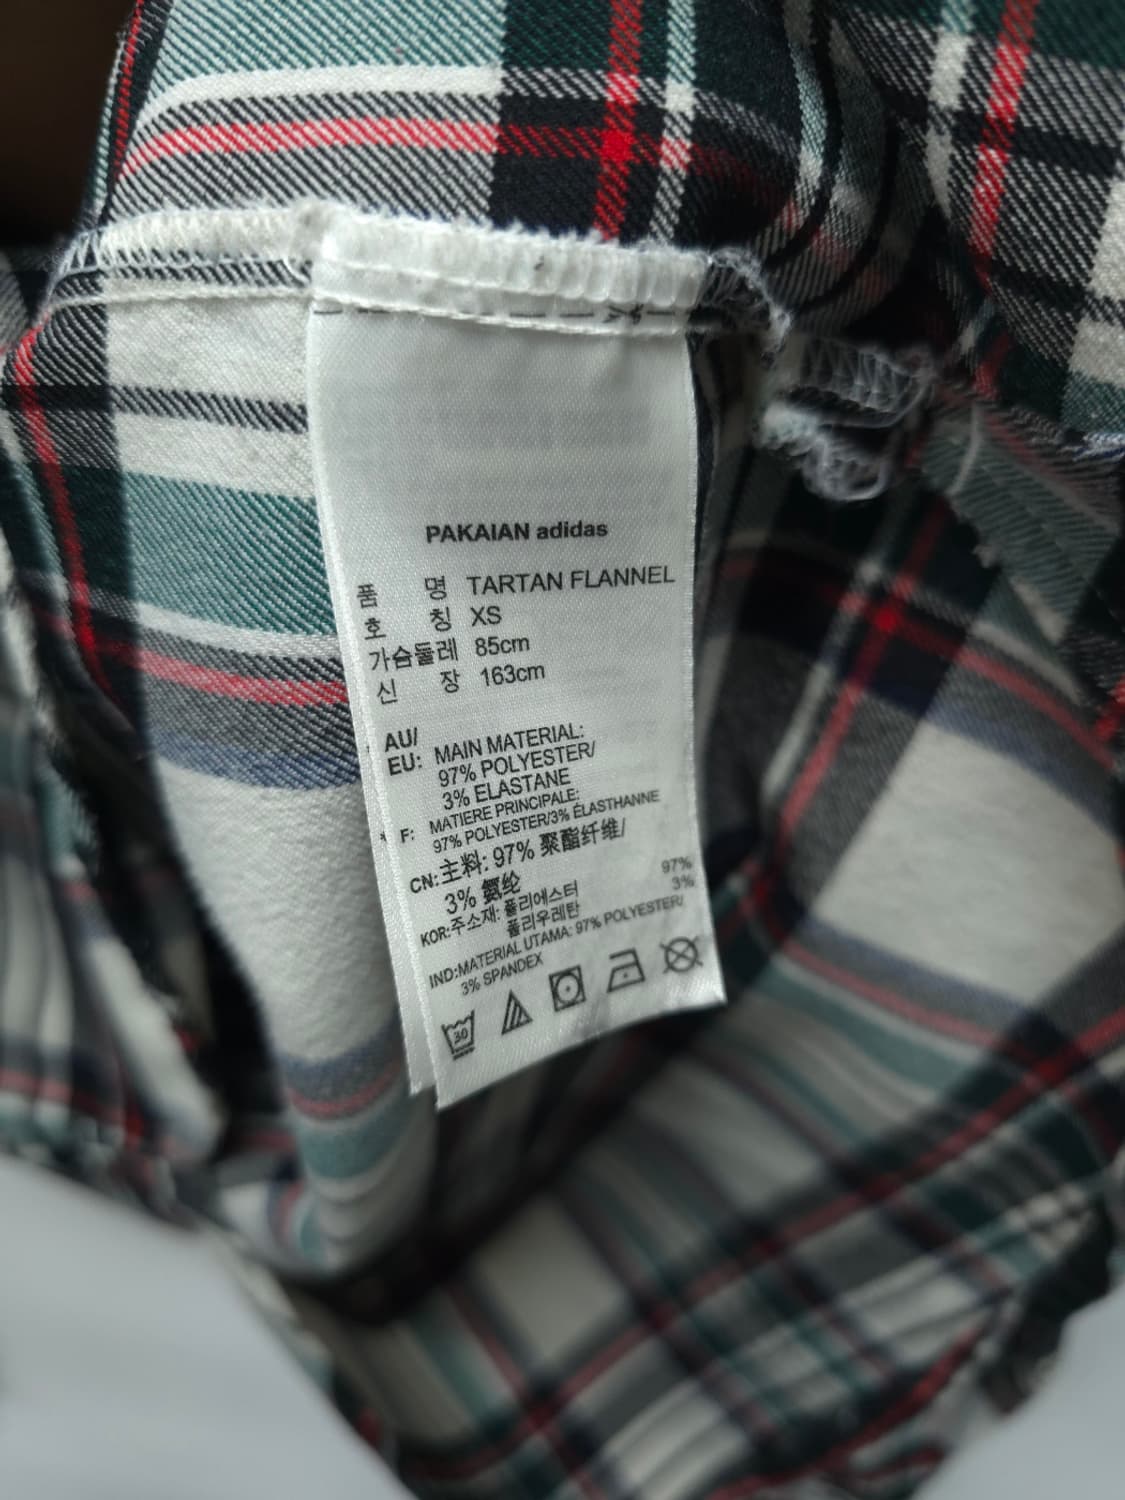 PAKAIAN adidas
품 명 TARTAN FLANNEL
호 칭 XS
가슴둘레 85cm
신 장 163cm
AU/
EU: MAIN MATERIAL:
97% POLYESTER/
3% ELASTANE
* F: MATIERE PRINCIPALE:
97% POLYESTER/3% ÉLASTHANNE
CN: 主料: 97% 聚酯纤维/
3% 氨纶
KOR:주소재: 폴리에스터 97%
폴리우레탄 3%
IND:MATERIAL UTAMA: 97% POLYESTER/
3% SPANDEX
30